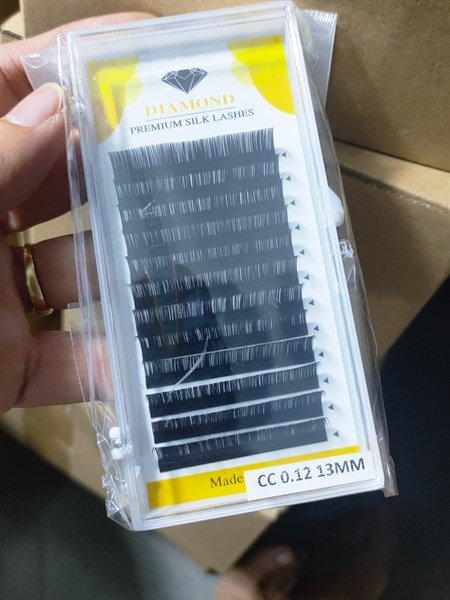 DIAMOND
PREMIUM SILK LASHES
Made
CC 0.12 13MM